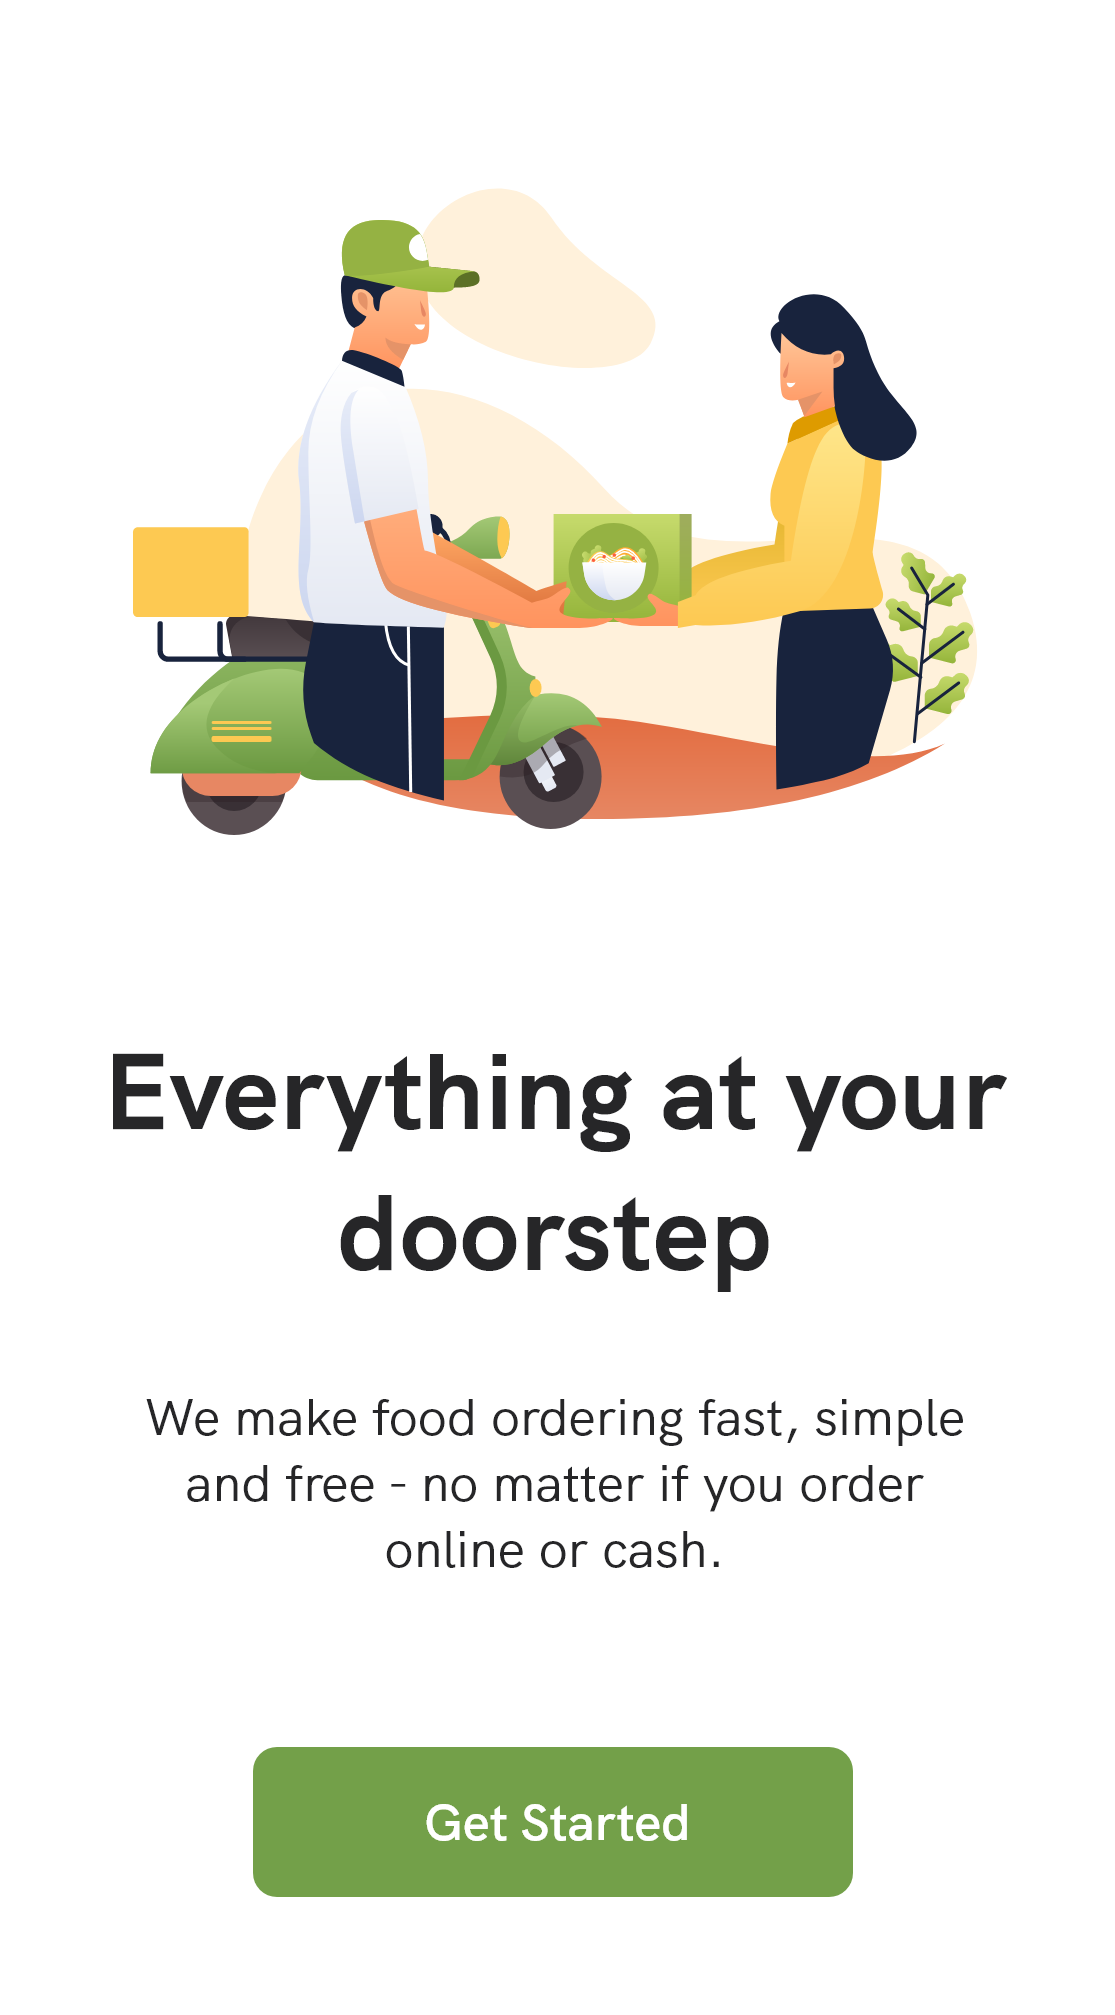 Everything at your
doorstep
We make food ordering fast, simple
and free - no matter if you order
online or cash.
Get Started